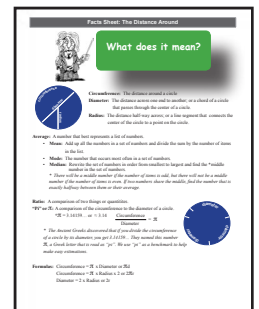 Facts Sheet: The Distance Around
What does it mean?
Circumference: The distance around a circle
Diameter: The distance across one end to another; or a chord of a circle
that passes through the center of a circle.
Radius: The distance half-way across; or a line segment that connects the
center of the circle to a point on the circle.
Average: A number that best represents a list of numbers.
• Mean: Add up all the numbers in a set of numbers and divide the sum by the number of items
in the list.
• Mode: The number that occurs most often in a set of numbers.
• Median: Rewrite the set of numbers in order from smallest to largest and find the *middle
number in the set of numbers.
* There will be a middle number if the number of items is odd, but there will not be a middle
number if the number of items is even. If two numbers share the middle, find the number that is
exactly halfway between them or their average.
Ratio: A comparison of two things or quantities.
"Pi" or π: A comparison of the circumference to the diameter of a circle.
*π = 3.14159... or ≈ 3.14 Circumference = π
Diameter
* The Ancient Greeks discovered that if you divide the circumference
of a circle by its diameter, you get 3.14159... They named this number
π, a Greek letter that is read as "pi". We use "pi" as a benchmark to help
make easy estimations.
Formulas: Circumference = π x Diameter or πd
Circumference = π x Radius x 2 or 2πr
Diameter = 2 x Radius or 2r